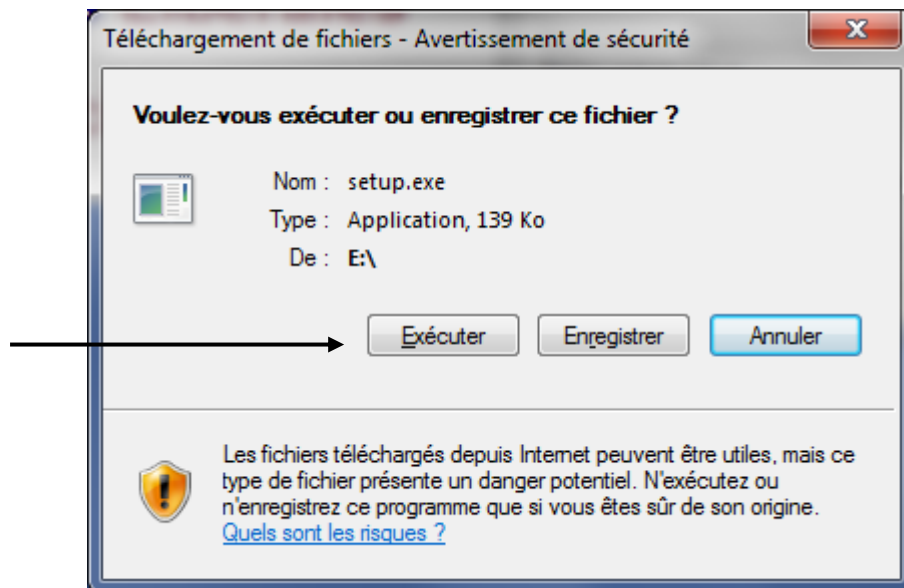 Téléchargement de fichiers - Avertissement de sécurité
Voulez-vous exécuter ou enregistrer ce fichier ?
Nom : setup.exe
Type : Application, 139 Ko
De : E:\
Exécuter Enregistrer Annuler
Les fichiers téléchargés depuis Internet peuvent être utiles, mais ce
type de fichier présente un danger potentiel. N'exécutez ou
n'enregistrez ce programme que si vous êtes sûr de son origine.
Quels sont les risques ?